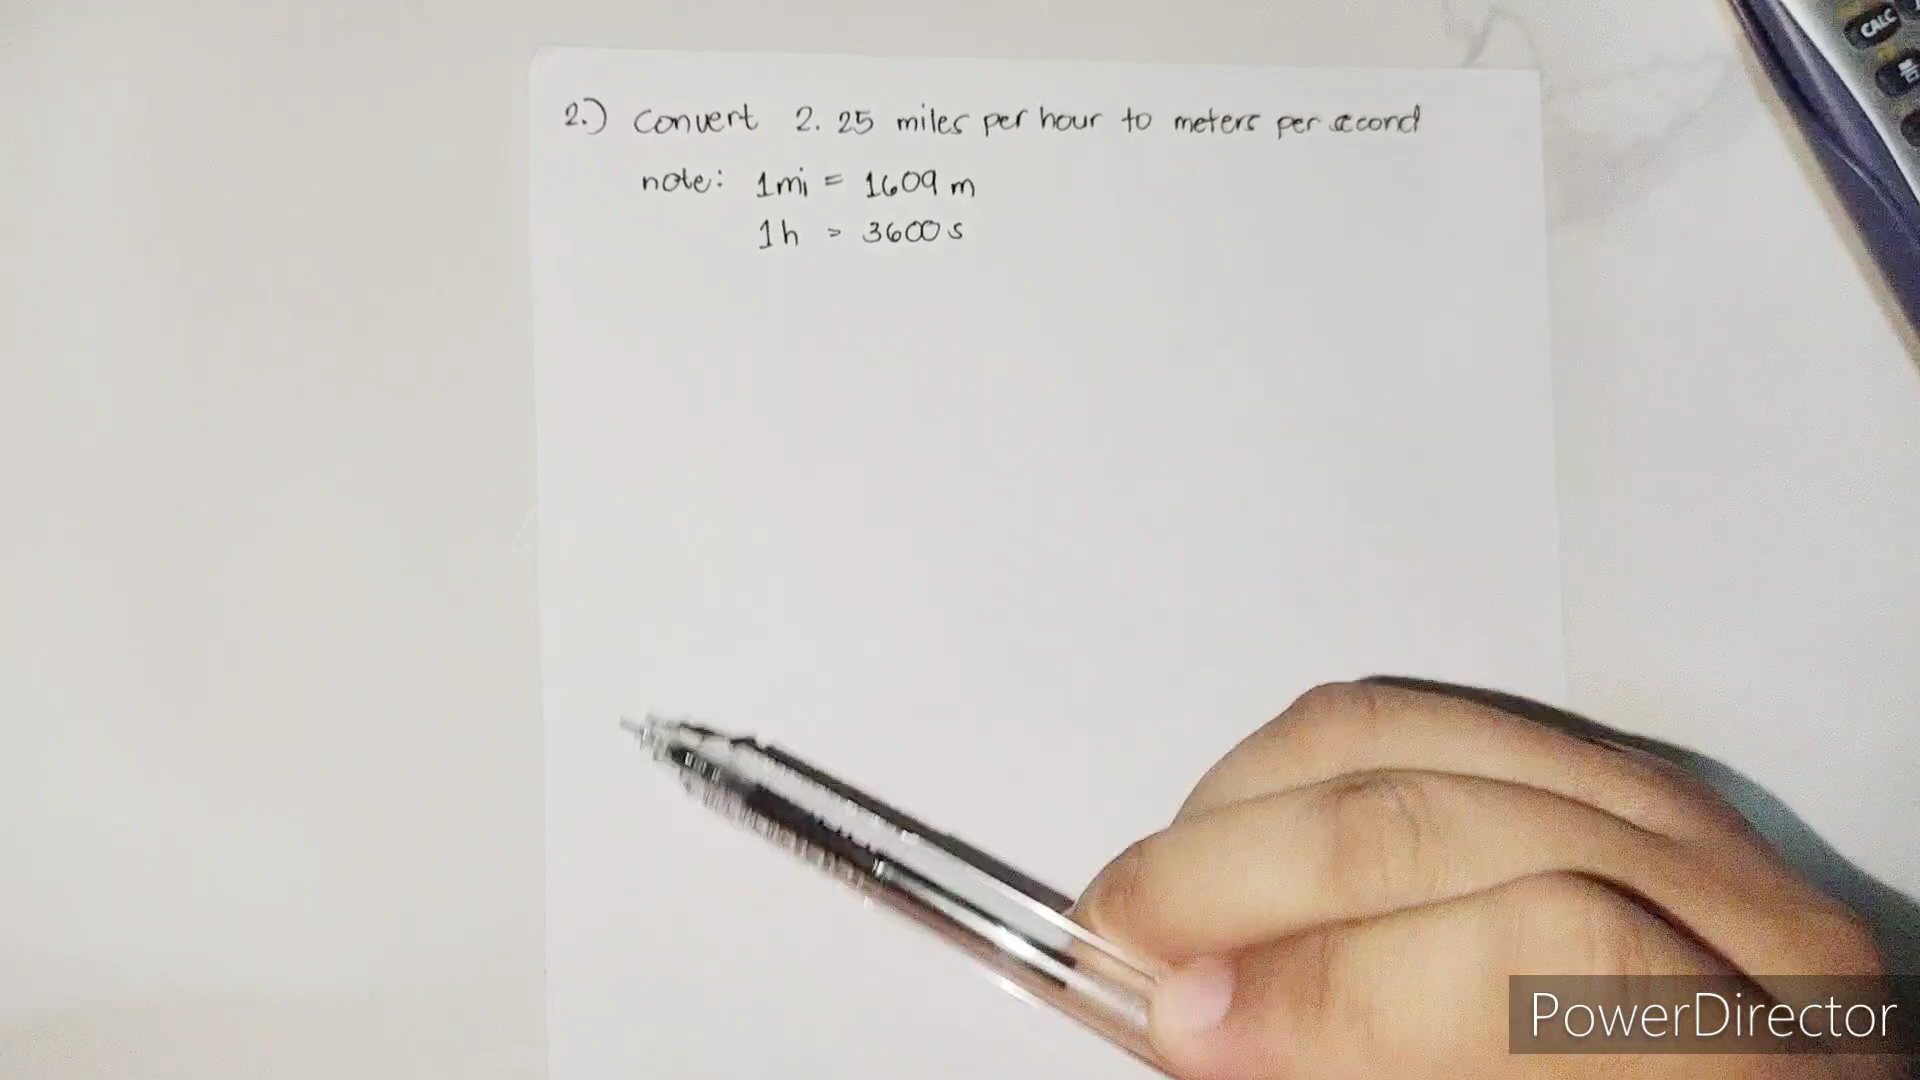 2.) Convert 2.25 miles per hour to meters per second
note: 1mi = 1609 m
1h = 3600 s
CALC
PowerDirector